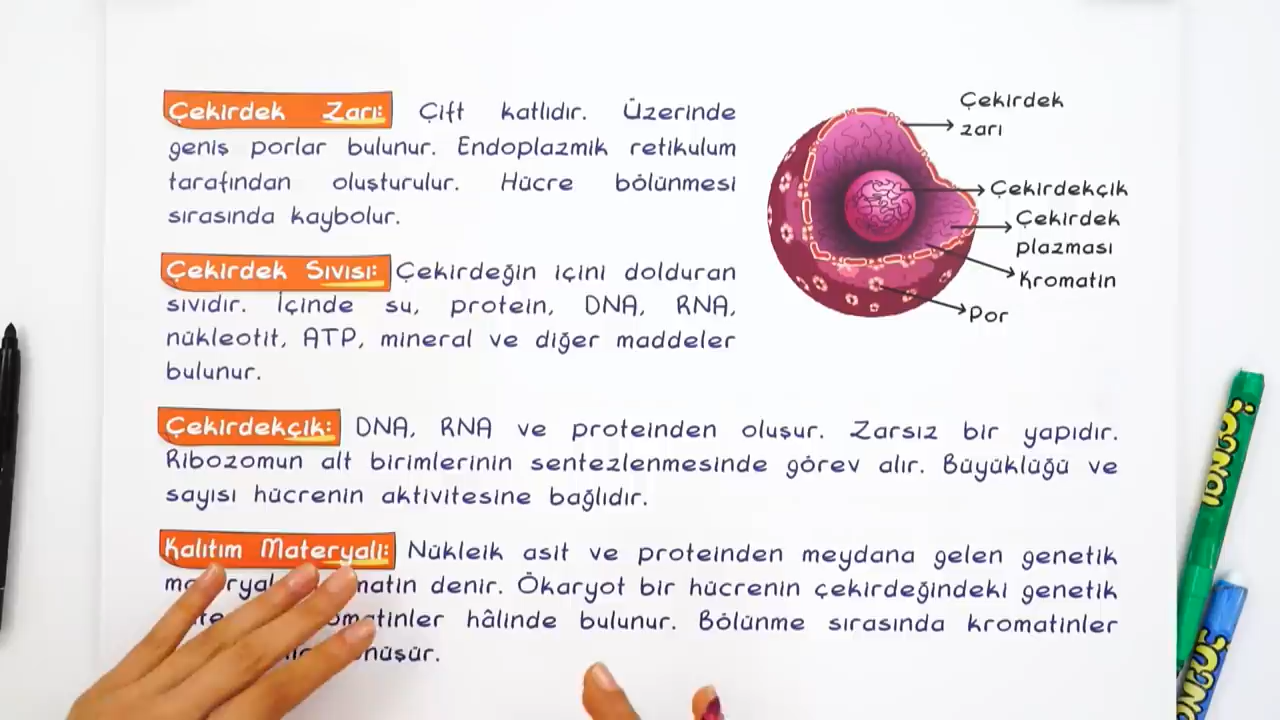 Çekirdek Zarı: Çift katlıdır. Üzerinde
geniş porlar bulunur. Endoplazmik retikulum
tarafından oluşturulur. Hücre bölünmesi
sırasında kaybolur.
Çekirdek Sıvısı: Çekirdeğin içini dolduran
sıvıdır. İçinde su, protein, DNA, RNA,
nükleotit, ATP, mineral ve diğer maddeler
bulunur.
Çekirdek
zarı
Çekirdekçik
Çekirdek
plazması
Kromatin
Por
Çekirdekçik: DNA, RNA ve proteinden oluşur. Zarsız bir yapıdır.
Ribozomun alt birimlerinin sentezlenmesinde görev alır. Büyüklüğü ve
sayısı hücrenin aktivitesine bağlıdır.
Kalıtım Materyali: Nükleik asit ve proteinden meydana gelen genetik
denir. Ökaryot bir hücrenin çekirdeğindeki genetik
hâlinde bulunur. Bölünme sırasında kromatinler
TONGUÇ
TONGUÇ